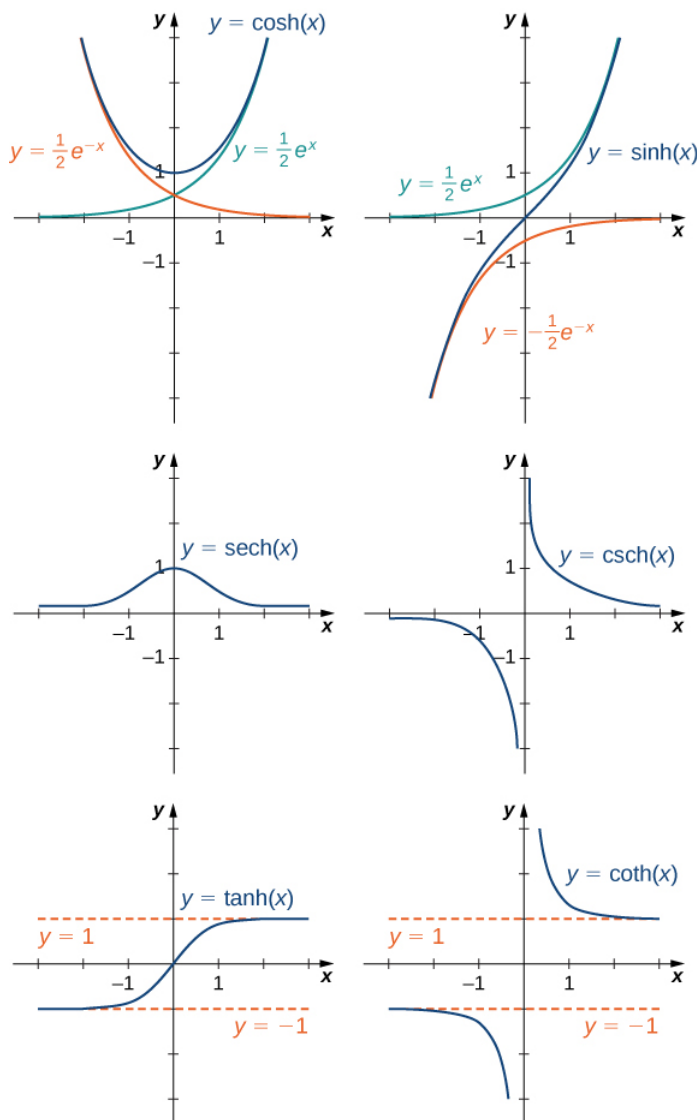 y
y = cosh(x)
y = 1/2 e^{-x}
1
y = 1/2 e^x
–1
1
x
–1
y
1
y = sinh(x)
y = 1/2 e^x
–1
1
x
–1
y = –1/2 e^{-x}
y
y = sech(x)
1
–1
1
x
–1
y
1
y = csch(x)
–1
1
x
–1
y
y = tanh(x)
y = 1
–1
1
x
y = –1
y
y = coth(x)
y = 1
–1
1
x
y = –1